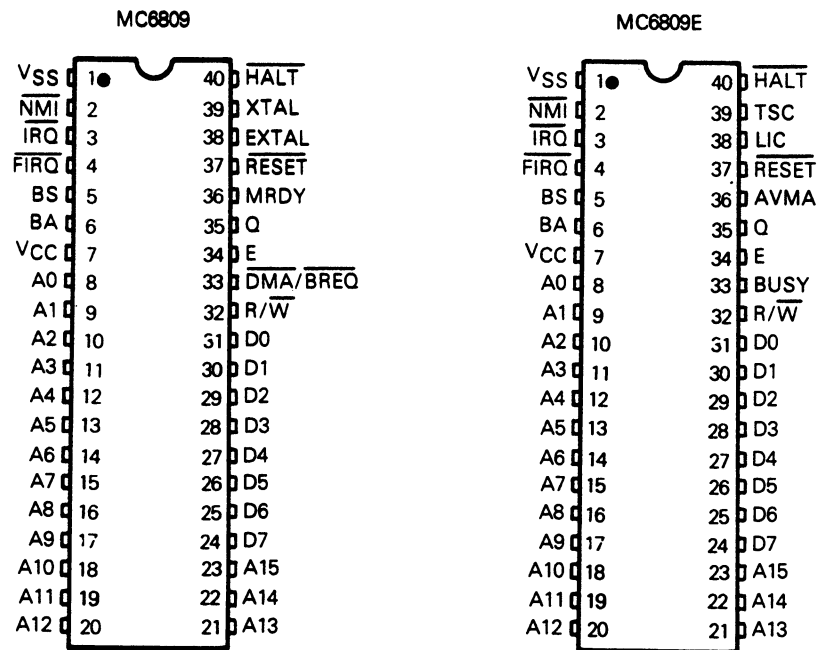 MC6809
VSS 1 40 HALT
NMI 2 39 XTAL
IRQ 3 38 EXTAL
FIRQ 4 37 RESET
BS 5 36 MRDY
BA 6 35 Q
VCC 7 34 E
A0 8 33 DMA/BREQ
A1 9 32 R/W
A2 10 31 D0
A3 11 30 D1
A4 12 29 D2
A5 13 28 D3
A6 14 27 D4
A7 15 26 D5
A8 16 25 D6
A9 17 24 D7
A10 18 23 A15
A11 19 22 A14
A12 20 21 A13
MC6809E
VSS 1 40 HALT
NMI 2 39 TSC
IRQ 3 38 LIC
FIRQ 4 37 RESET
BS 5 36 AVMA
BA 6 35 Q
VCC 7 34 E
A0 8 33 BUSY
A1 9 32 R/W
A2 10 31 D0
A3 11 30 D1
A4 12 29 D2
A5 13 28 D3
A6 14 27 D4
A7 15 26 D5
A8 16 25 D6
A9 17 24 D7
A10 18 23 A15
A11 19 22 A14
A12 20 21 A13